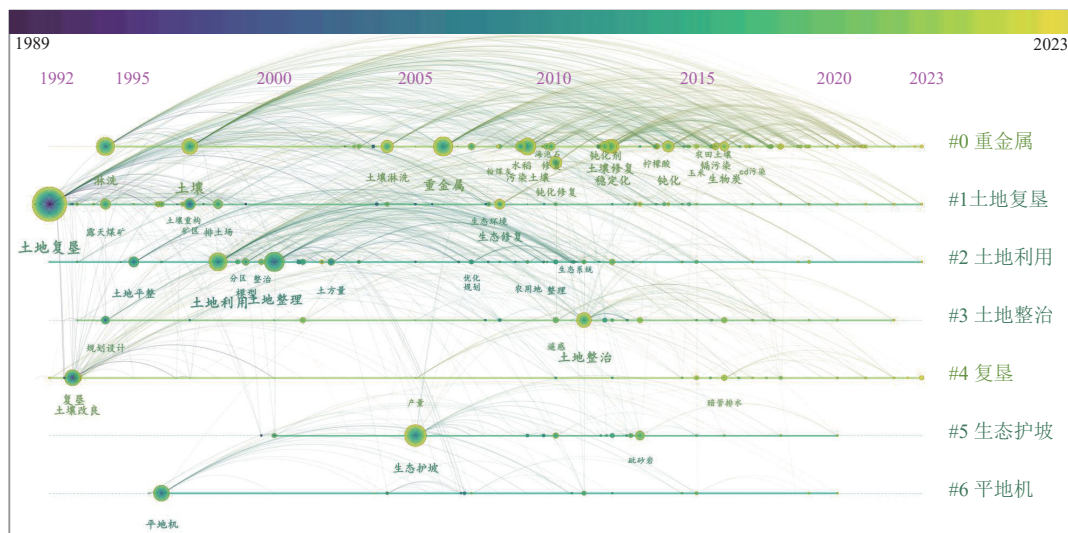 1989
2023
1992
1995
2000
2005
2010
2015
2020
2023
#0 重金属
淋洗
土壤
土壤淋洗
重金属
粉煤灰
海泡石
水稻
修
污染土壤
钝化修复
钝化剂
土壤修复
稳定化
柠檬酸
钝化
农田土壤
镉污染
玉米
生物炭
cd污染
#1土地复垦
土地复垦
露天煤矿
土壤重构
矿区
排土场
生态环境
生态修复
#2 土地利用
土地平整
分区
整治
模型
土地利用
土地整理
土方量
优化
规划
农用地
整理
生态系统
#3 土地整治
规划设计
遥感
土地整治
#4 复垦
复垦
土壤改良
产量
暗管排水
#5 生态护坡
生态护坡
砒砂岩
#6 平地机
平地机